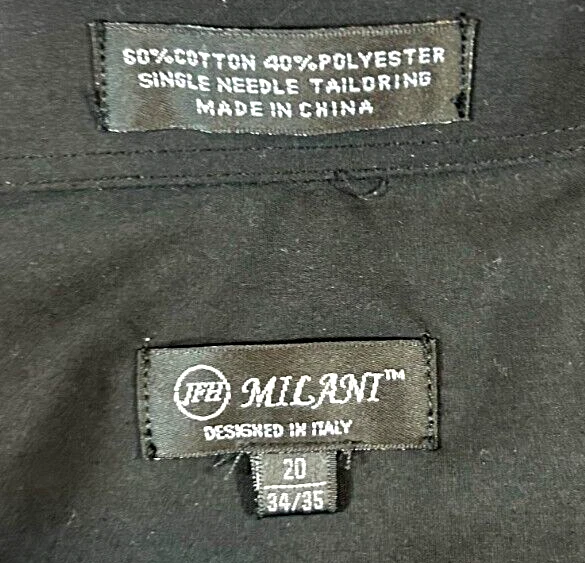 60%COTTON 40%POLYESTER
SINGLE NEEDLE TAILORING
MADE IN CHINA
JFH MILANI™
DESIGNED IN ITALY
20
34/35